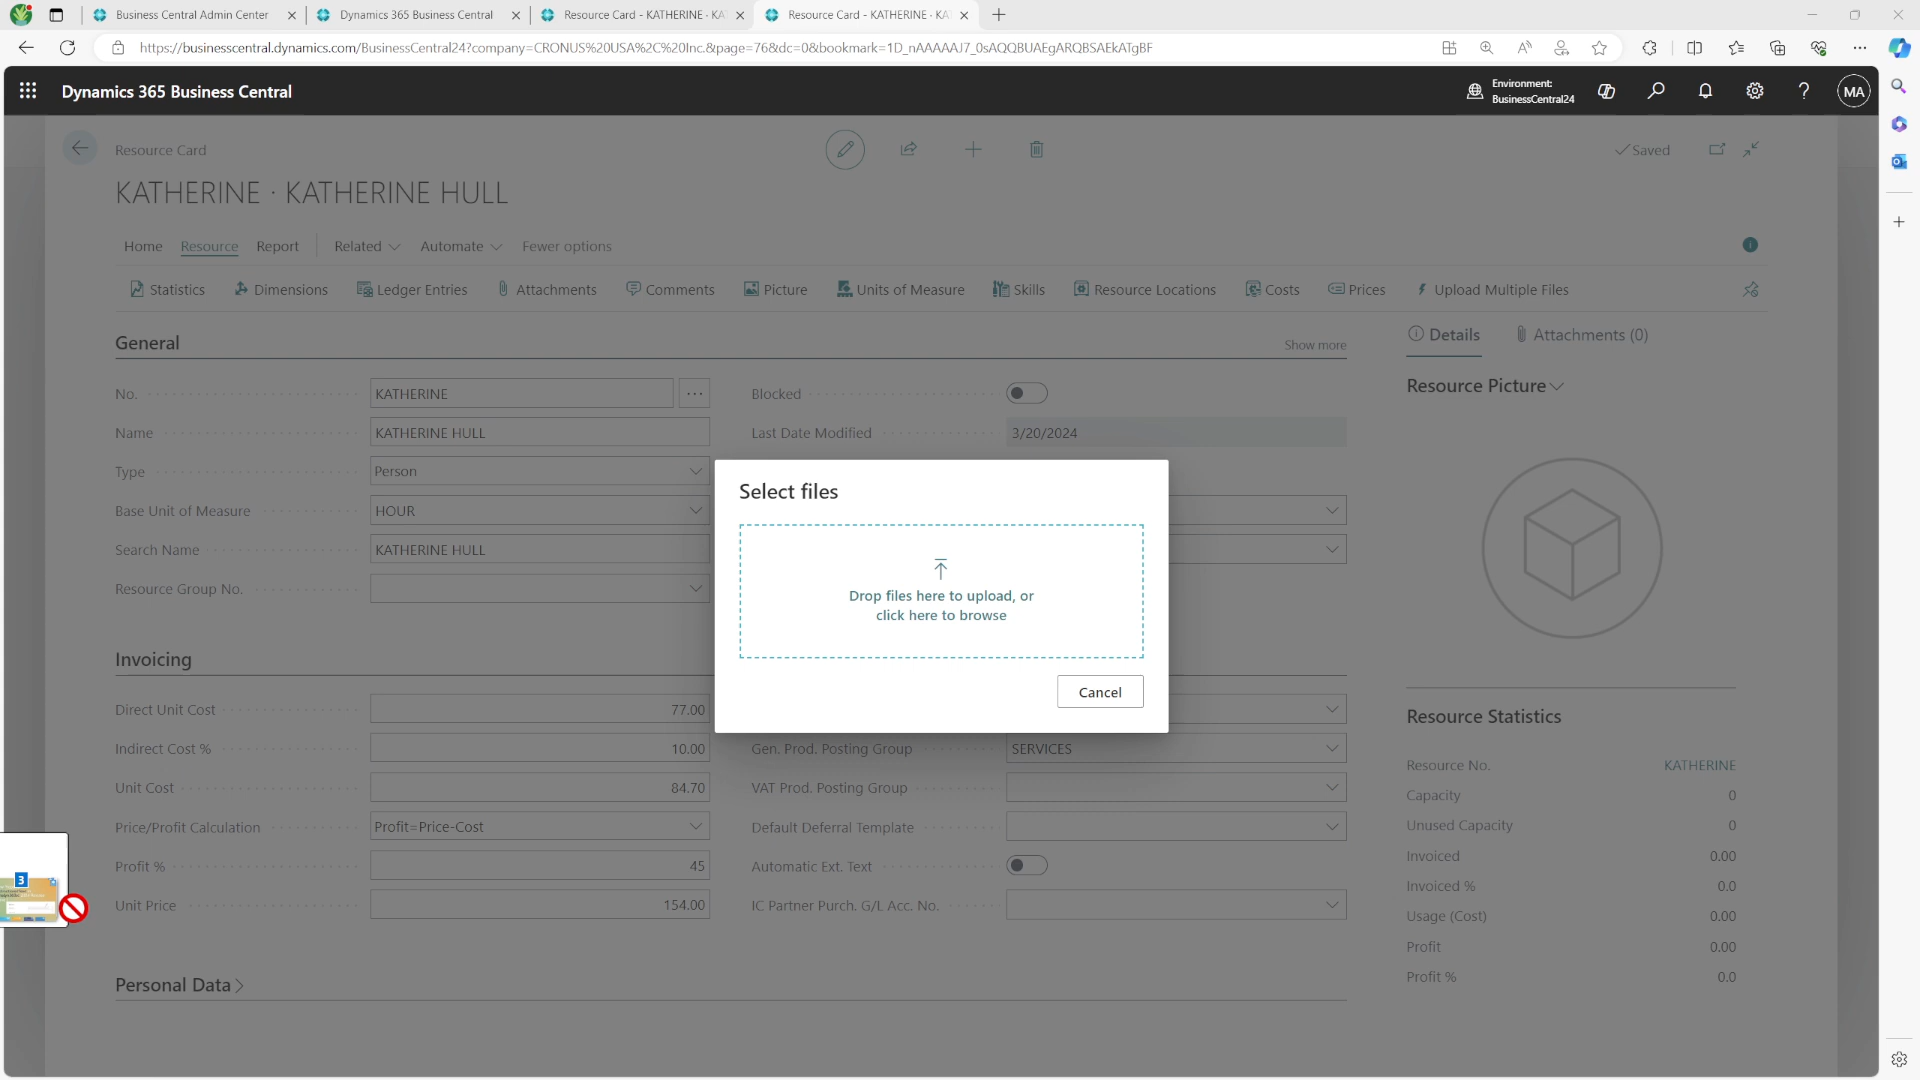 Business Central Admin Center
Dynamics 365 Business Central
Resource Card - KATHERINE · KA
Resource Card - KATHERINE · KA
https://businesscentral.dynamics.com/BusinessCentral24?company=CRONUS%20USA%2C%20Inc.&page=76&dc=0&bookmark=1D_nAAAAAJ7_0sAQQBUAEgARQBSAEkATgBF
Dynamics 365 Business Central
Environment:
BusinessCentral24
MA
Resource Card
Saved
KATHERINE · KATHERINE HULL
Home Resource Report Related Automate Fewer options
Statistics Dimensions Ledger Entries Attachments Comments Picture Units of Measure Skills Resource Locations Costs Prices Upload Multiple Files
General
Show more
No. KATHERINE
Name KATHERINE HULL
Type Person
Base Unit of Measure HOUR
Search Name KATHERINE HULL
Resource Group No.
Blocked
Last Date Modified 3/20/2024
Select files
Drop files here to upload, or
click here to browse
Cancel
Invoicing
Direct Unit Cost 77.00
Indirect Cost % 10.00
Unit Cost 84.70
Price/Profit Calculation Profit=Price-Cost
Profit % 45
Unit Price 154.00
Gen. Prod. Posting Group SERVICES
VAT Prod. Posting Group
Default Deferral Template
Automatic Ext. Text
IC Partner Purch. G/L Acc. No.
Personal Data
Details Attachments (0)
Resource Picture
Resource Statistics
Resource No. KATHERINE
Capacity 0
Unused Capacity 0
Invoiced 0.00
Invoiced % 0.0
Usage (Cost) 0.00
Profit 0.00
Profit % 0.0
3